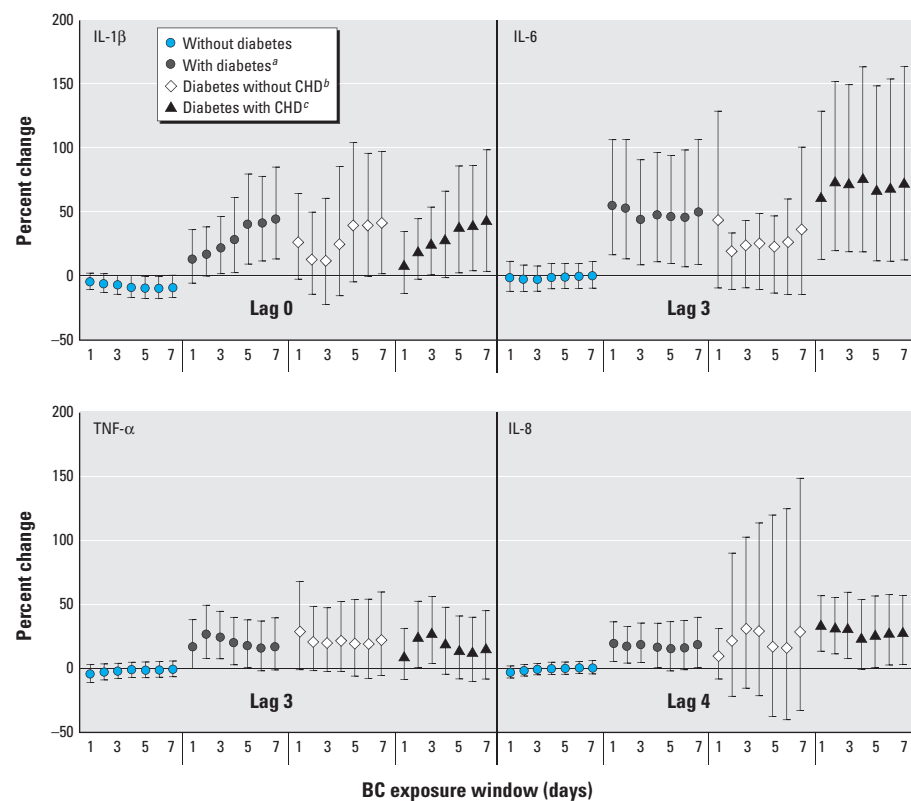 200
150
100
50
0
–50
Percent change
IL-1β
Without diabetes
With diabetesᵃ
Diabetes without CHDᵇ
Diabetes with CHDᶜ
Lag 0
IL-6
Lag 3
1 3 5 7 1 3 5 7 1 3 5 7 1 3 5 7 1 3 5 7 1 3 5 7 1 3 5 7 1 3 5 7
200
150
100
50
0
–50
Percent change
TNF-α
Lag 3
IL-8
Lag 4
1 3 5 7 1 3 5 7 1 3 5 7 1 3 5 7 1 3 5 7 1 3 5 7 1 3 5 7 1 3 5 7
BC exposure window (days)